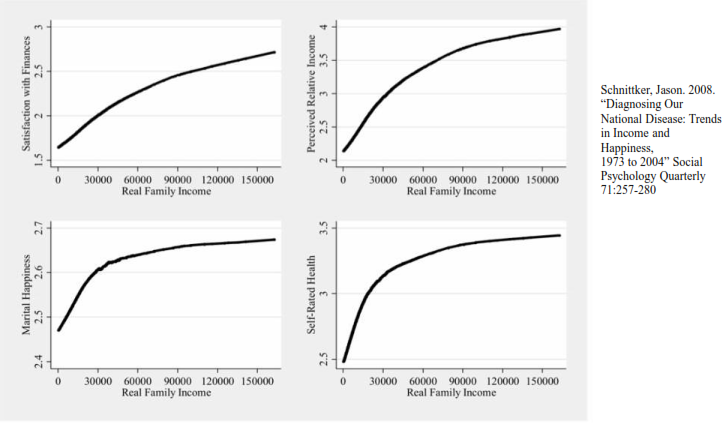 Satisfaction with Finances
3
2.5
2
1.5
0 30000 60000 90000 120000 150000
Real Family Income
Perceived Relative Income
4
3.5
3
2.5
2
0 30000 60000 90000 120000 150000
Real Family Income
Marital Happiness
2.7
2.6
2.5
2.4
0 30000 60000 90000 120000 150000
Real Family Income
Self-Rated Health
3.5
3
2.5
0 30000 60000 90000 120000 150000
Real Family Income
Schnittker, Jason. 2008.
“Diagnosing Our
National Disease: Trends
in Income and
Happiness,
1973 to 2004” Social
Psychology Quarterly
71:257-280